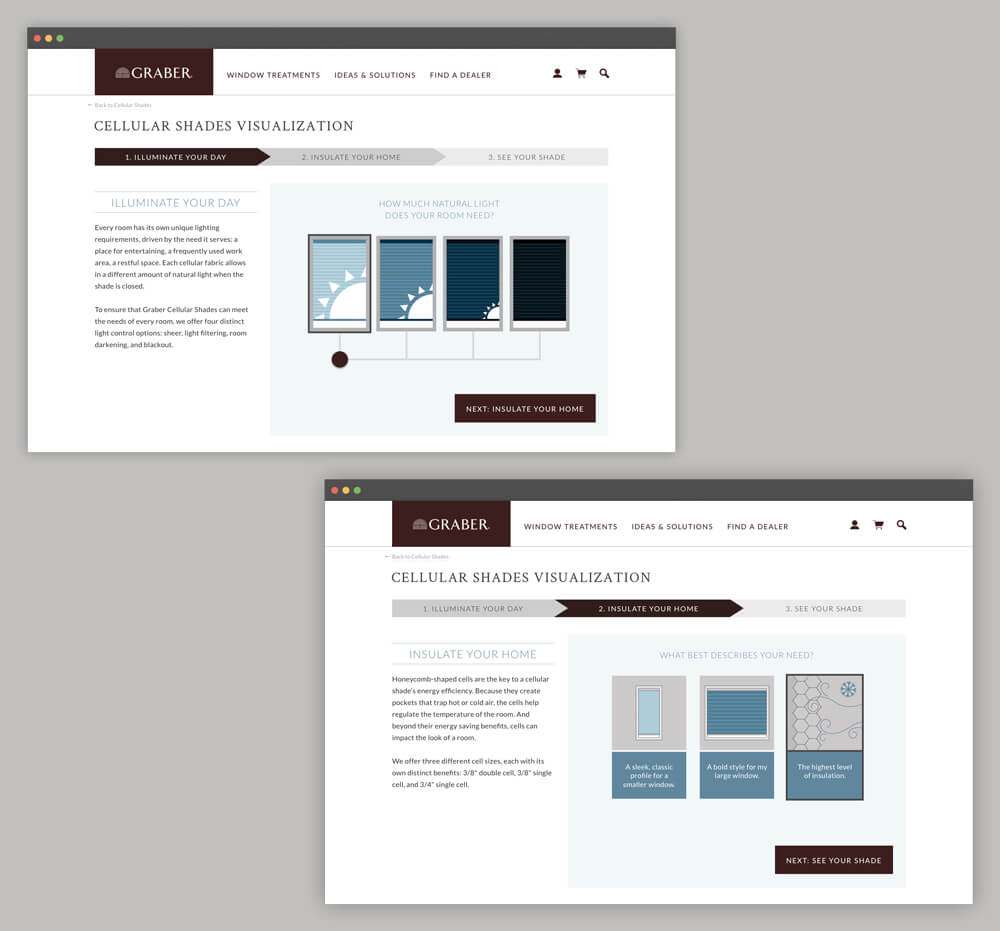 GRABER
WINDOW TREATMENTS IDEAS & SOLUTIONS FIND A DEALER
← Back to Cellular Shades
CELLULAR SHADES VISUALIZATION
1. ILLUMINATE YOUR DAY 2. INSULATE YOUR HOME 3. SEE YOUR SHADE
ILLUMINATE YOUR DAY
Every room has its own unique lighting
requirements, driven by the need it serves: a
place for entertaining, a frequently used work
area, a restful space. Each cellular fabric allows
in a different amount of natural light when the
shade is closed.
To ensure that Graber Cellular Shades can meet
the needs of every room, we offer four distinct
light control options: sheer, light filtering, room
darkening, and blackout.
HOW MUCH NATURAL LIGHT
DOES YOUR ROOM NEED?
NEXT: INSULATE YOUR HOME
GRABER
WINDOW TREATMENTS IDEAS & SOLUTIONS FIND A DEALER
← Back to Cellular Shades
CELLULAR SHADES VISUALIZATION
1. ILLUMINATE YOUR DAY 2. INSULATE YOUR HOME 3. SEE YOUR SHADE
INSULATE YOUR HOME
Honeycomb-shaped cells are the key to a cellular
shade's energy efficiency. Because they create
pockets that trap hot or cold air, the cells help
regulate the temperature of the room. And
beyond their energy saving benefits, cells can
impact the look of a room.
We offer three different cell sizes, each with its
own distinct benefits: 3/8" double cell, 3/8" single
cell, and 3/4" single cell.
WHAT BEST DESCRIBES YOUR NEED?
A sleek, classic
profile for a
smaller window.
A bold style for my
large window.
The highest level
of insulation.
NEXT: SEE YOUR SHADE